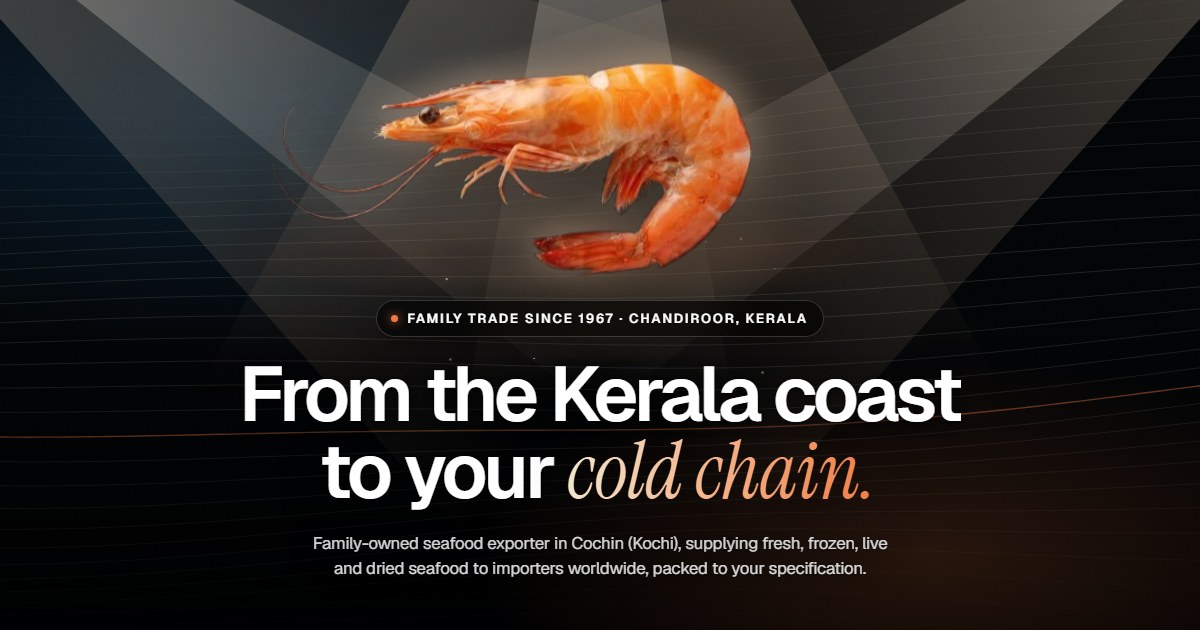 FAMILY TRADE SINCE 1967 · CHANDIROOR, KERALA
From the Kerala coast
to your cold chain.
Family-owned seafood exporter in Cochin (Kochi), supplying fresh, frozen, live
and dried seafood to importers worldwide, packed to your specification.